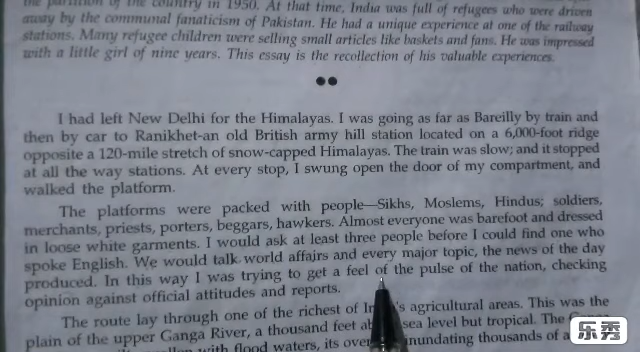 the partition of the country in 1950. At that time, India was full of refugees who were driven
away by the communal fanaticism of Pakistan. He had a unique experience at one of the railway
stations. Many refugee children were selling small articles like baskets and fans. He was impressed
with a little girl of nine years. This essay is the recollection of his valuable experiences.
I had left New Delhi for the Himalayas. I was going as far as Bareilly by train and
then by car to Ranikhet-an old British army hill station located on a 6,000-foot ridge
opposite a 120-mile stretch of snow-capped Himalayas. The train was slow; and it stopped
at all the way stations. At every stop, I swung open the door of my compartment, and
walked the platform.
The platforms were packed with people—Sikhs, Moslems, Hindus; soldiers,
merchants, priests, porters, beggars, hawkers. Almost everyone was barefoot and dressed
in loose white garments. I would ask at least three people before I could find one who
spoke English. We would talk world affairs and every major topic, the news of the day
produced. In this way I was trying to get a feel of the pulse of the nation, checking
opinion against official attitudes and reports.
The route lay through one of the richest of In 's agricultural areas. This was the
plain of the upper Ganga River, a thousand feet ab sea level but tropical. The
with flood waters, its over inundating thousands of
乐秀